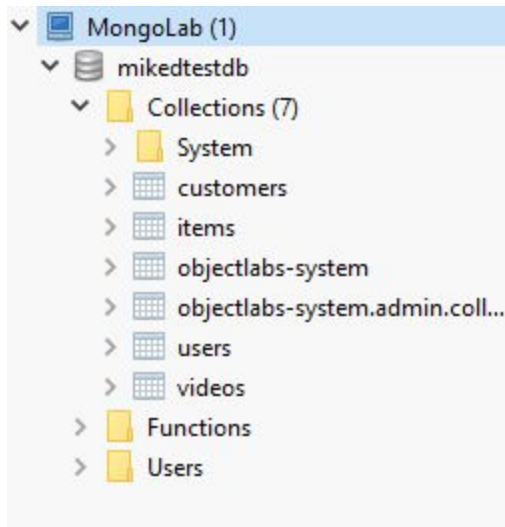 MongoLab (1)
mikedtestdb
Collections (7)
System
customers
items
objectlabs-system
objectlabs-system.admin.coll...
users
videos
Functions
Users